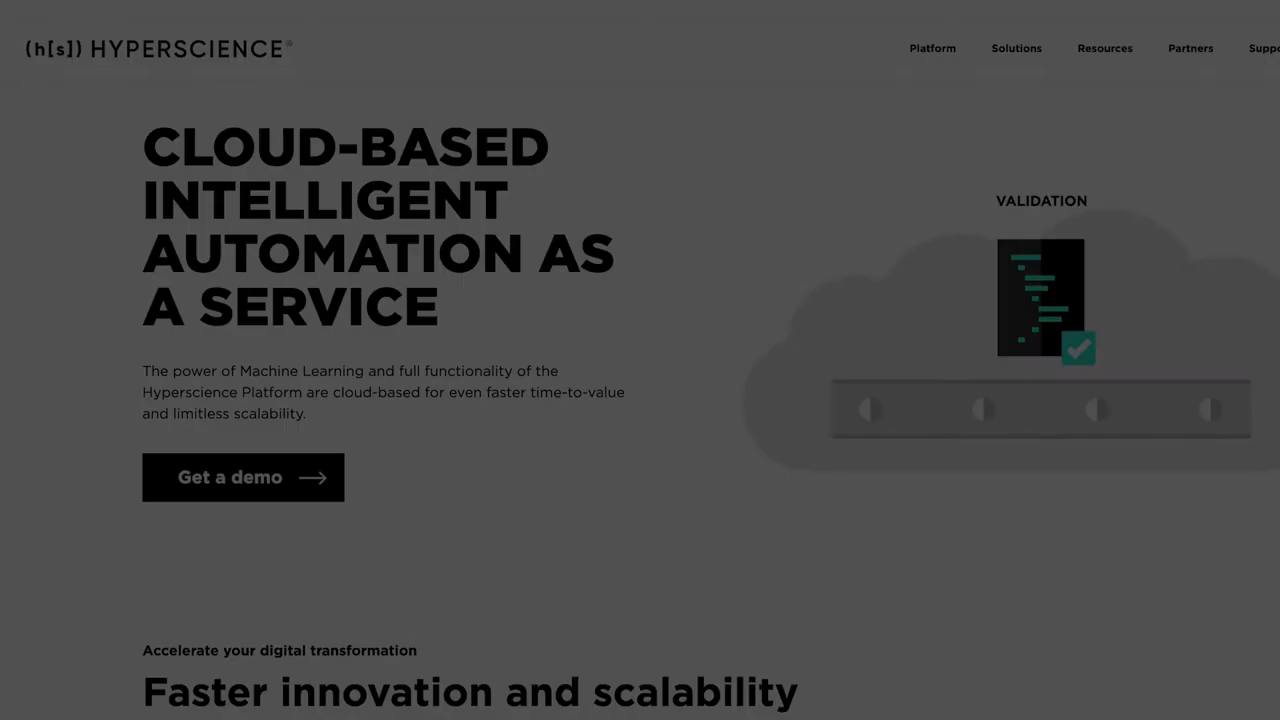 (h[s]) HYPERSCIENCE®
Platform Solutions Resources Partners
CLOUD-BASED
INTELLIGENT
AUTOMATION AS
A SERVICE
The power of Machine Learning and full functionality of the
Hyperscience Platform are cloud-based for even faster time-to-value
and limitless scalability.
Get a demo
VALIDATION
Accelerate your digital transformation
Faster innovation and scalability